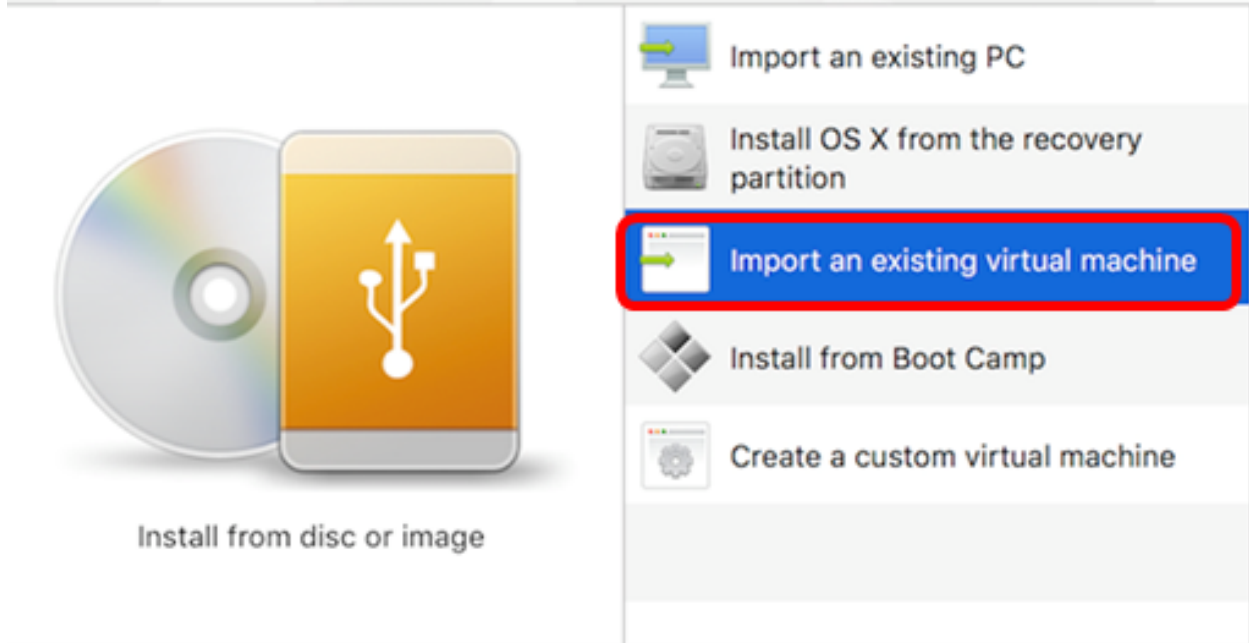 Import an existing PC
Install OS X from the recovery
partition
Import an existing virtual machine
Install from Boot Camp
Create a custom virtual machine
Install from disc or image